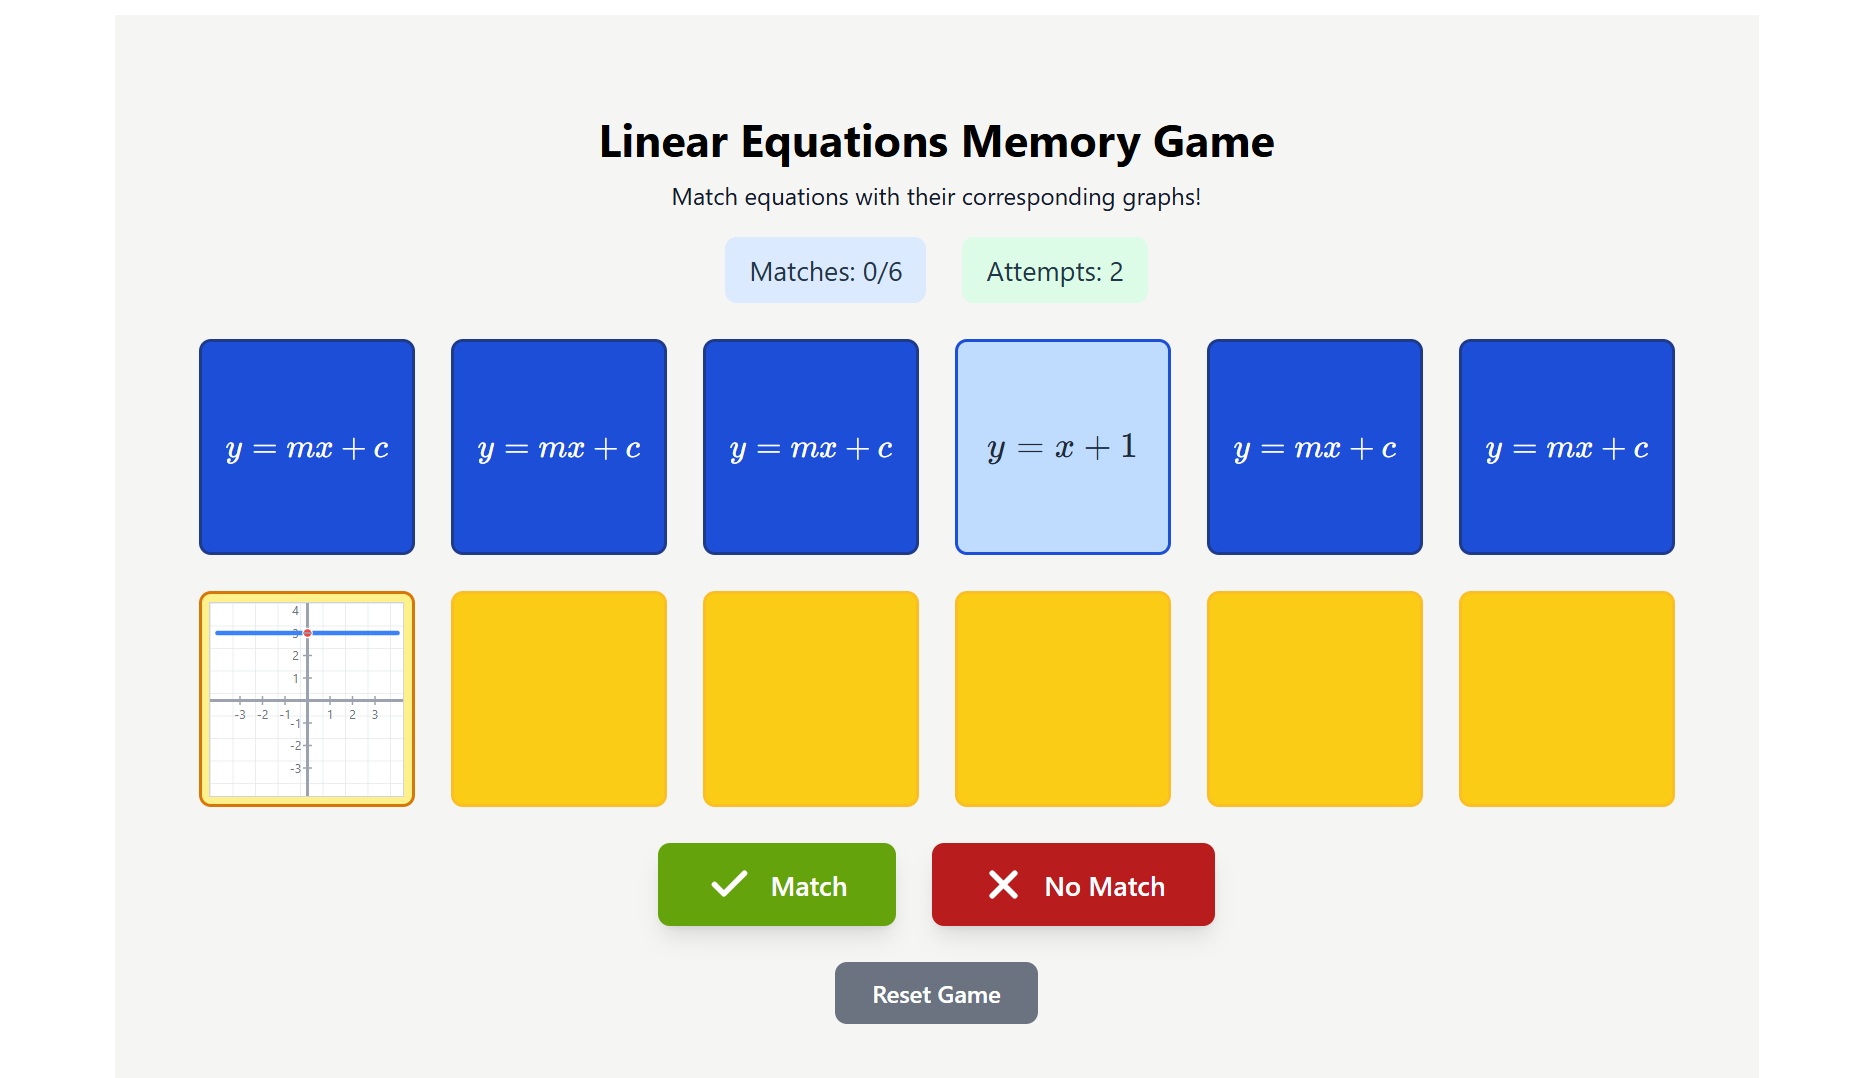 Linear Equations Memory Game
Match equations with their corresponding graphs!
Matches: 0/6 Attempts: 2
y = mx + c y = mx + c y = mx + c y = x + 1 y = mx + c y = mx + c
4
3
2
1
-3 -2 -1 1 2 3
-1
-2
-3
Match No Match
Reset Game